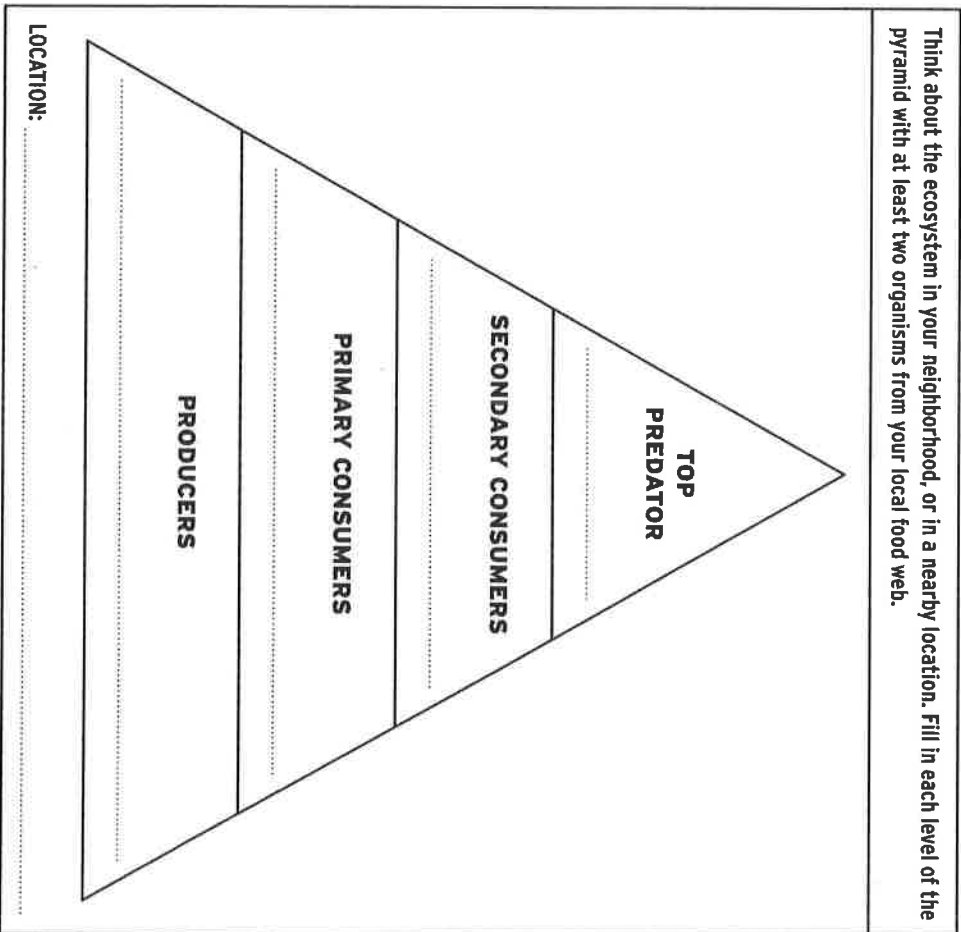 Think about the ecosystem in your neighborhood, or in a nearby location. Fill in each level of the
pyramid with at least two organisms from your local food web.
TOP
PREDATOR
SECONDARY CONSUMERS
PRIMARY CONSUMERS
PRODUCERS
LOCATION: